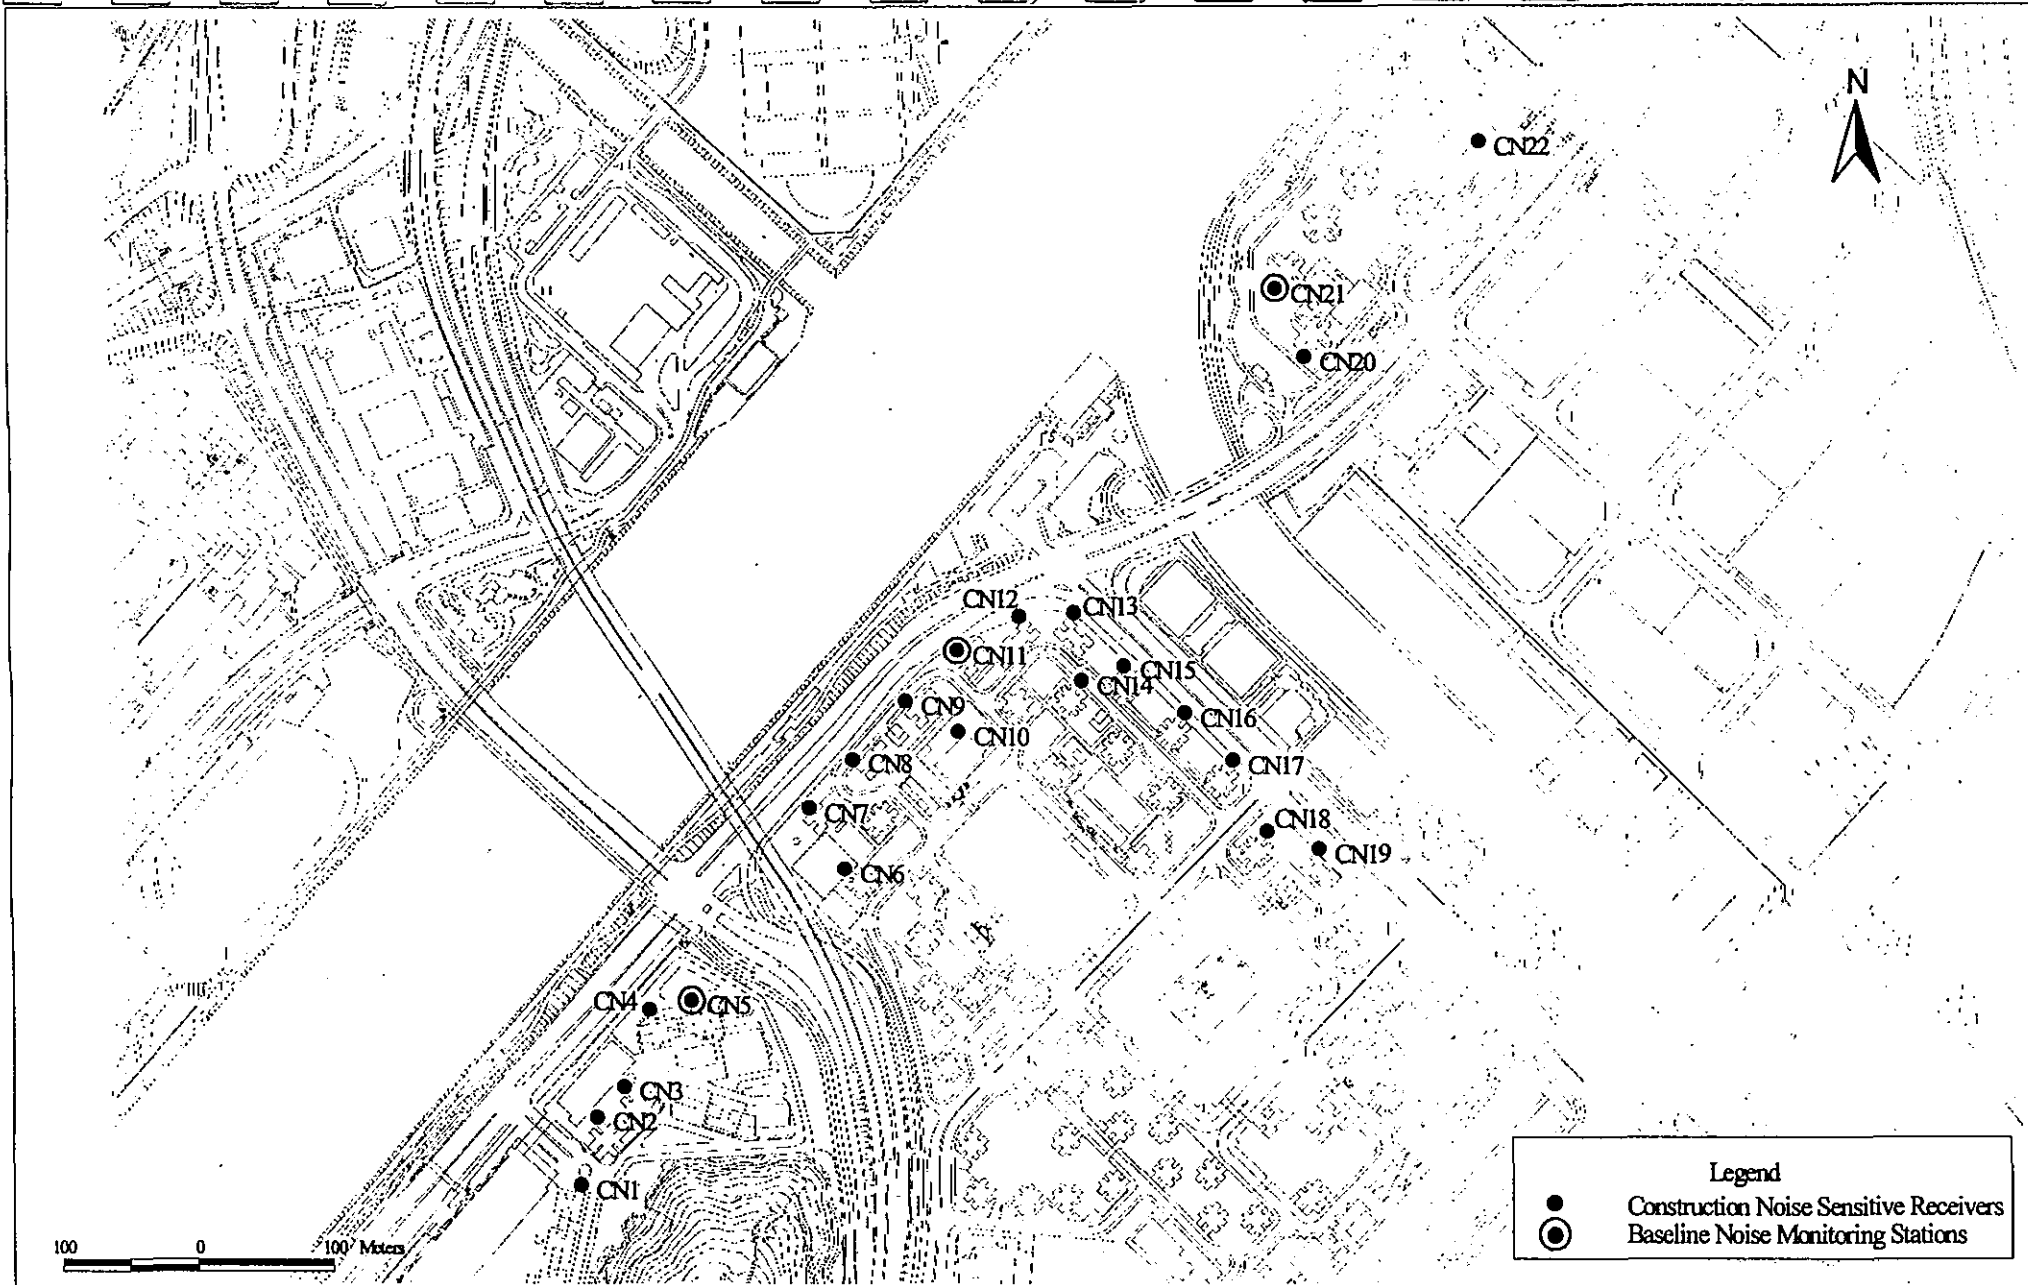 N
CN22
CN21
CN20
CN12
CN13
CN11
CN15
CN14
CN9
CN16
CN10
CN8
CN17
CN7
CN18
CN19
CN6
CN4
CN5
CN3
CN2
CN1
Legend
Construction Noise Sensitive Receivers
Baseline Noise Monitoring Stations
100 0 100 Meters